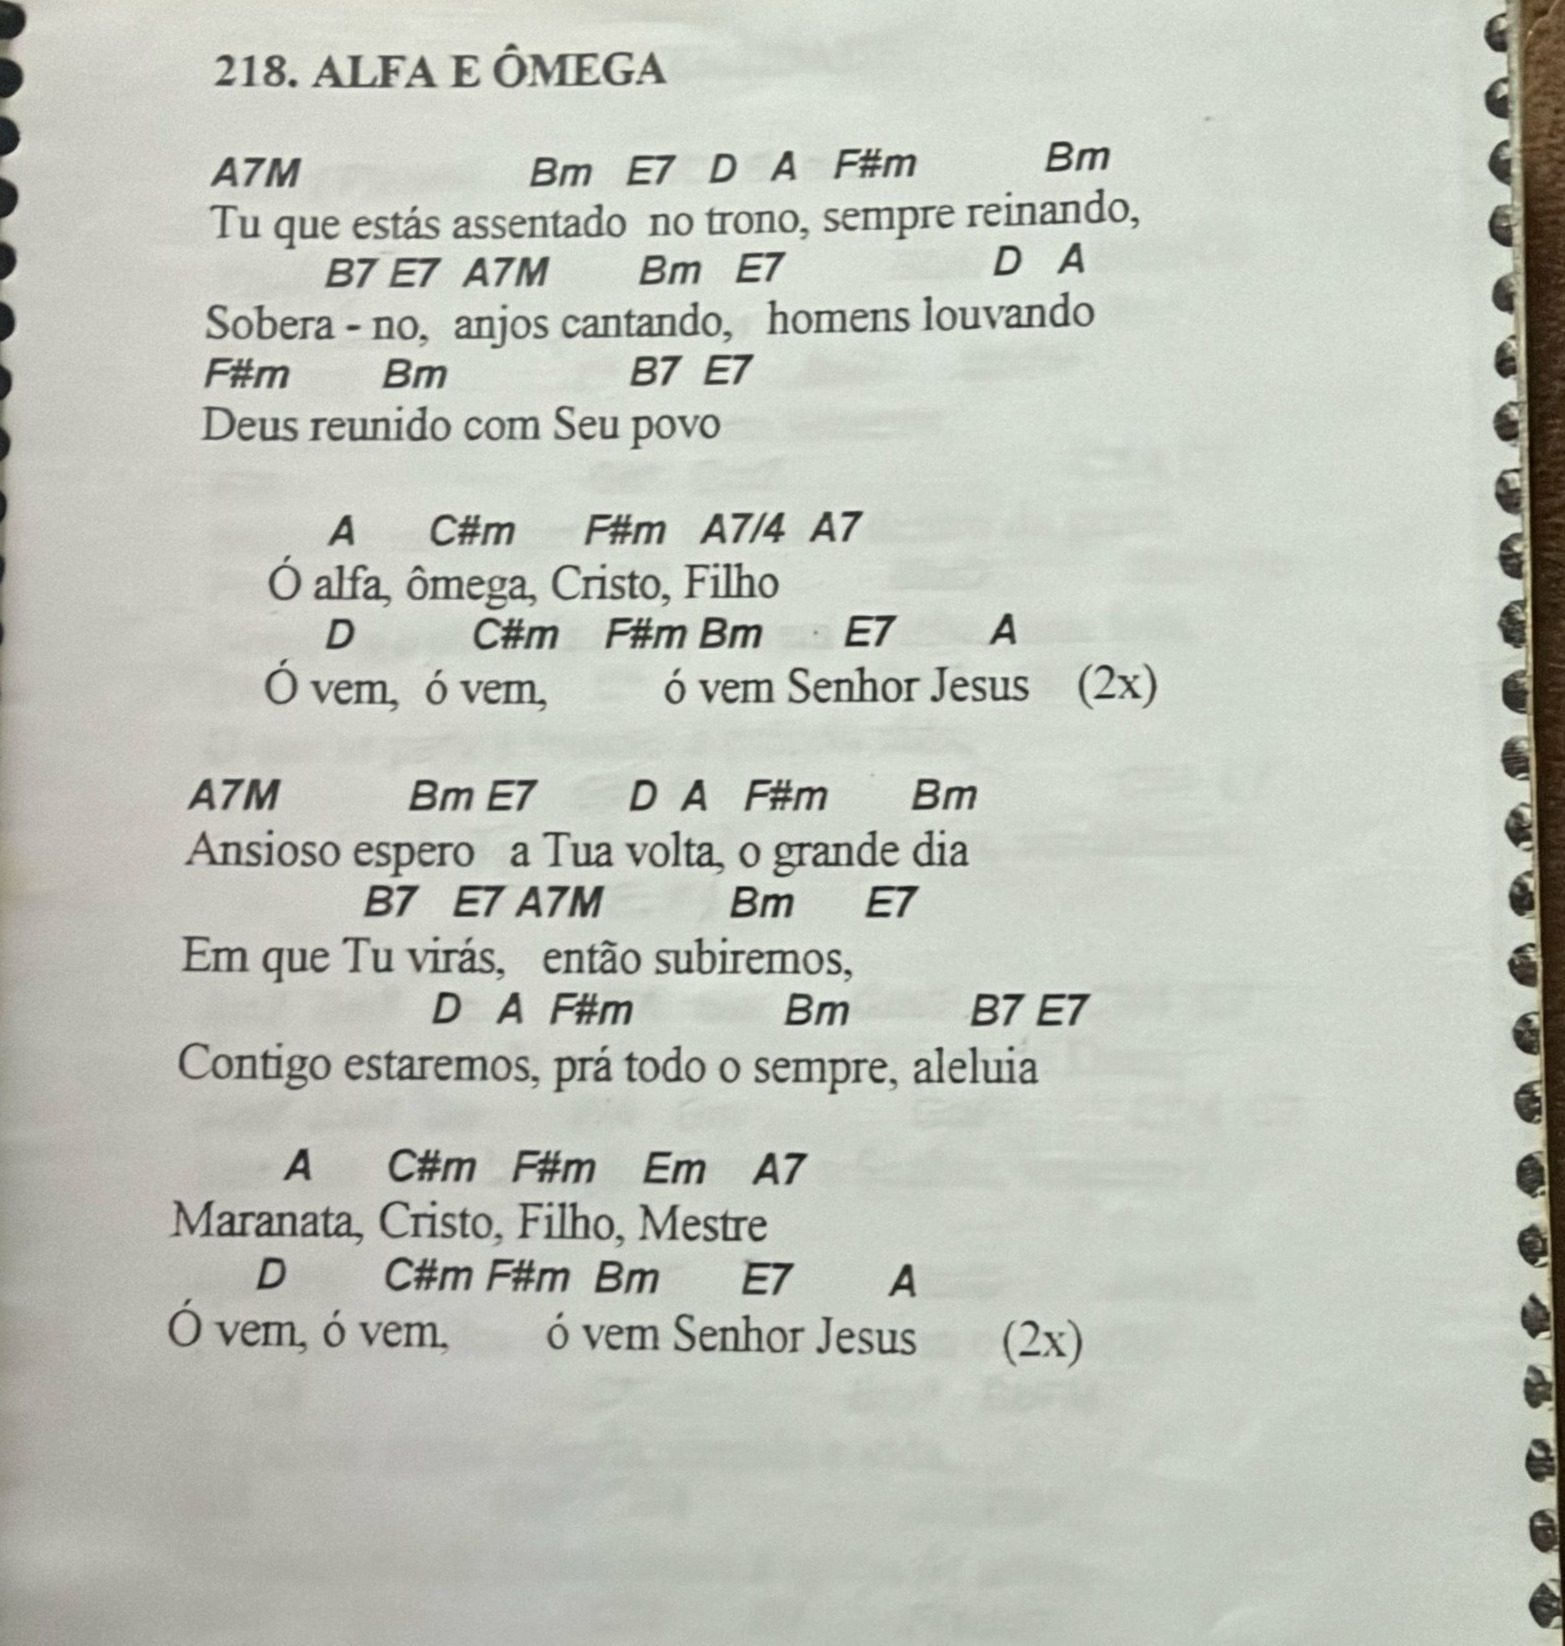 218. ALFA E ÔMEGA
A7M Bm E7 D A F#m Bm
Tu que estás assentado no trono, sempre reinando,
B7 E7 A7M Bm E7 D A
Sobera - no, anjos cantando, homens louvando
F#m Bm B7 E7
Deus reunido com Seu povo
A C#m F#m A7/4 A7
Ó alfa, ômega, Cristo, Filho
D C#m F#m Bm E7 A
Ó vem, ó vem, ó vem Senhor Jesus (2x)
A7M Bm E7 D A F#m Bm
Ansioso espero a Tua volta, o grande dia
B7 E7 A7M Bm E7
Em que Tu virás, então subiremos,
D A F#m Bm B7 E7
Contigo estaremos, prá todo o sempre, aleluia
A C#m F#m Em A7
Maranata, Cristo, Filho, Mestre
D C#m F#m Bm E7 A
Ó vem, ó vem, ó vem Senhor Jesus (2x)